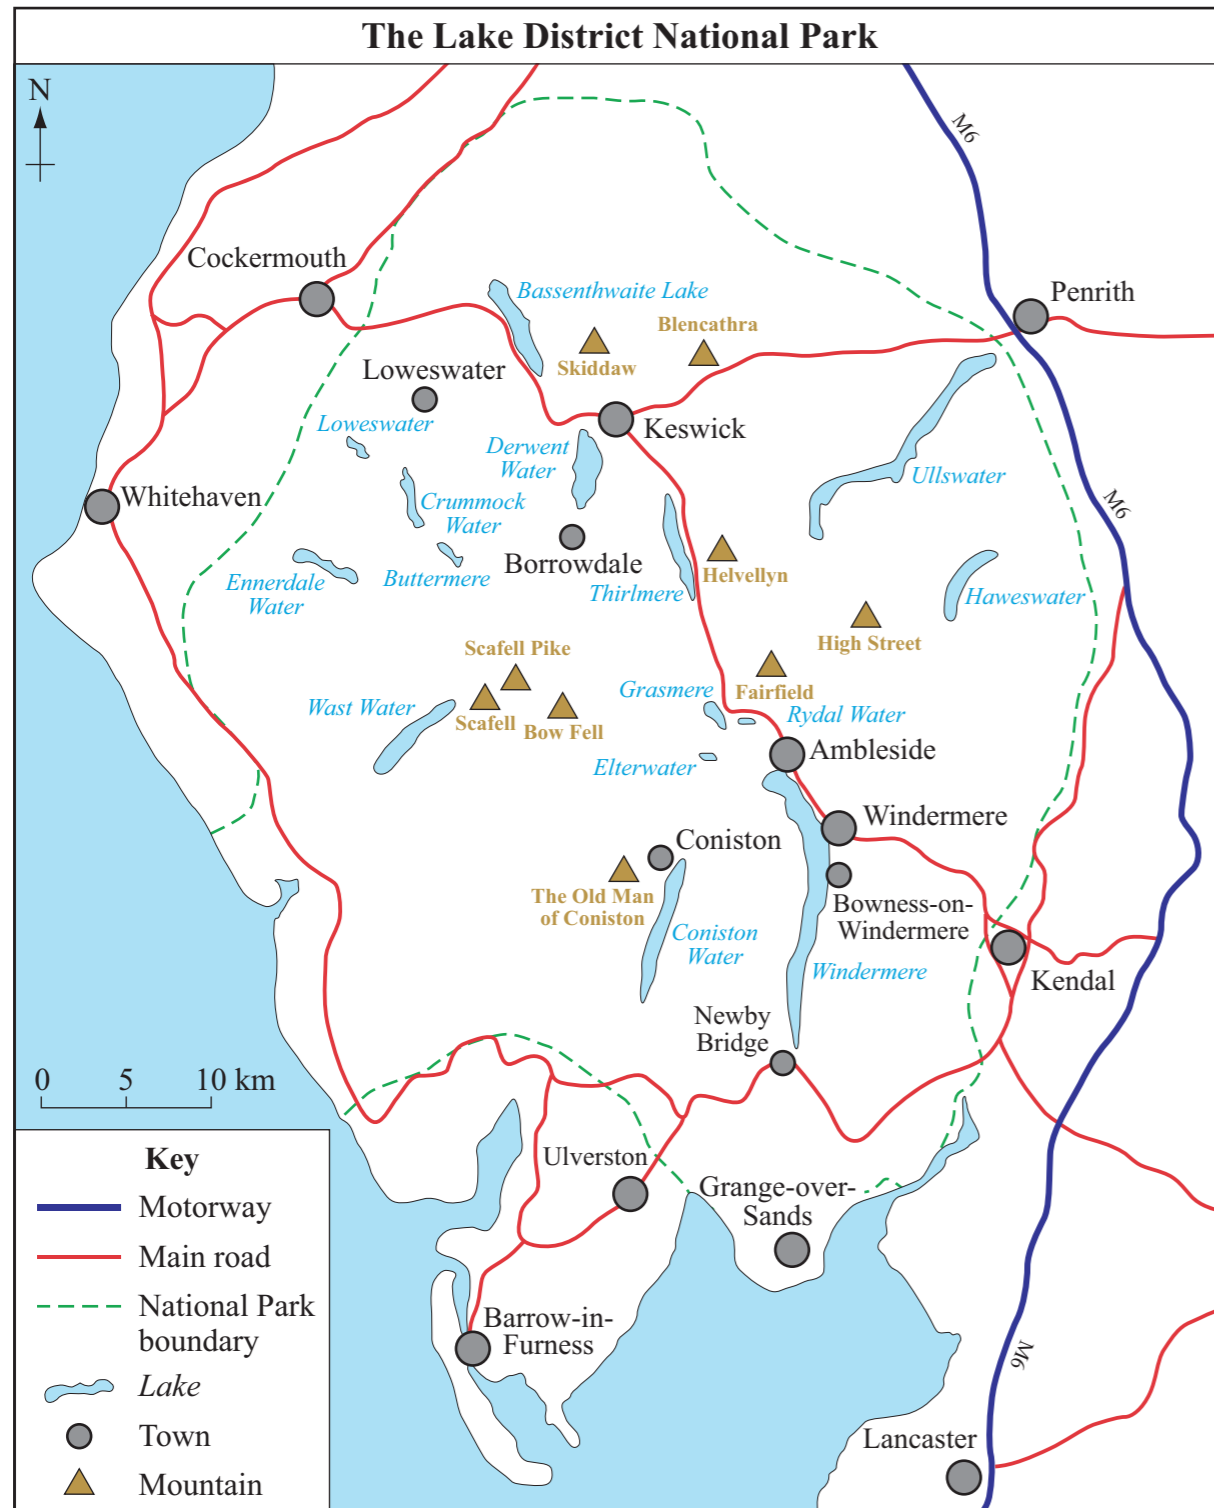 The Lake District National Park
N
M6
Cockermouth
Bassenthwaite Lake
Penrith
Blencathra
Skiddaw
Loweswater
Loweswater
Keswick
Derwent
Water
Ullswater
Whitehaven
Crummock
Water
M6
Borrowdale
Buttermere
Ennerdale
Water
Thirlmere
Helvellyn
Haweswater
High Street
Scafell Pike
Grasmere
Fairfield
Wast Water
Scafell
Bow Fell
Rydal Water
Ambleside
Elterwater
Windermere
Coniston
The Old Man
of Coniston
Bowness-on-
Windermere
Coniston
Water
Windermere
Kendal
Newby
Bridge
0 5 10 km
Ulverston
Grange-over-
Sands
Barrow-in-
Furness
M6
Lancaster
Key
Motorway
Main road
National Park
boundary
Lake
Town
Mountain